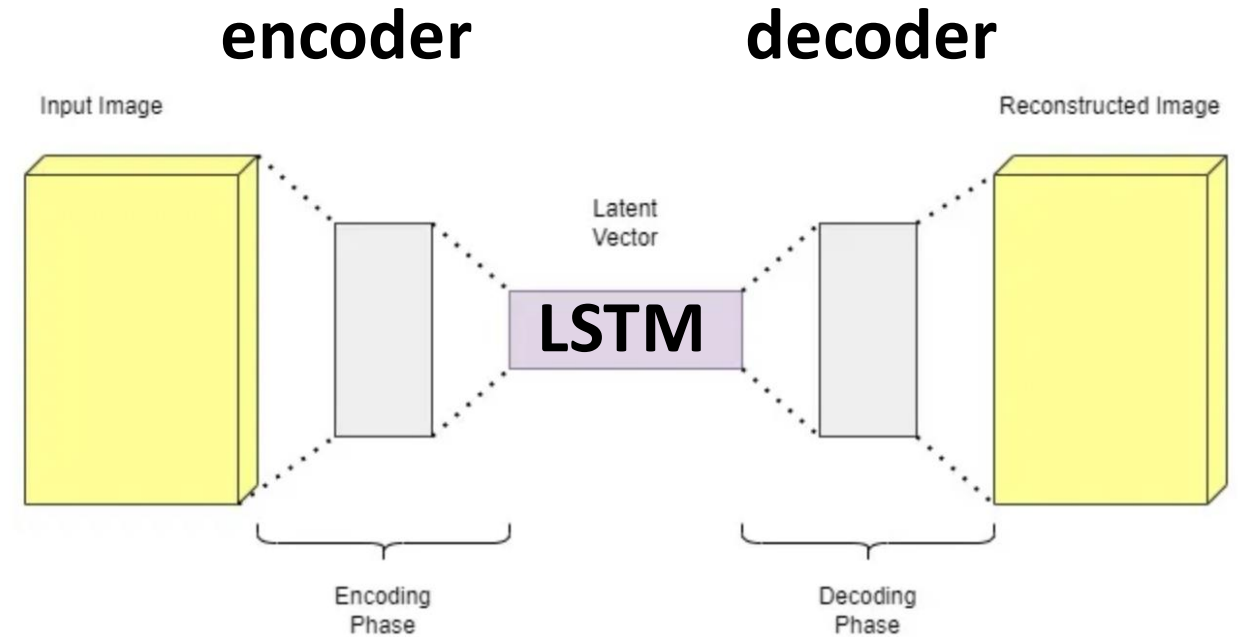 encoder
decoder
Input Image
Reconstructed Image
Latent
Vector
LSTM
Encoding
Phase
Decoding
Phase